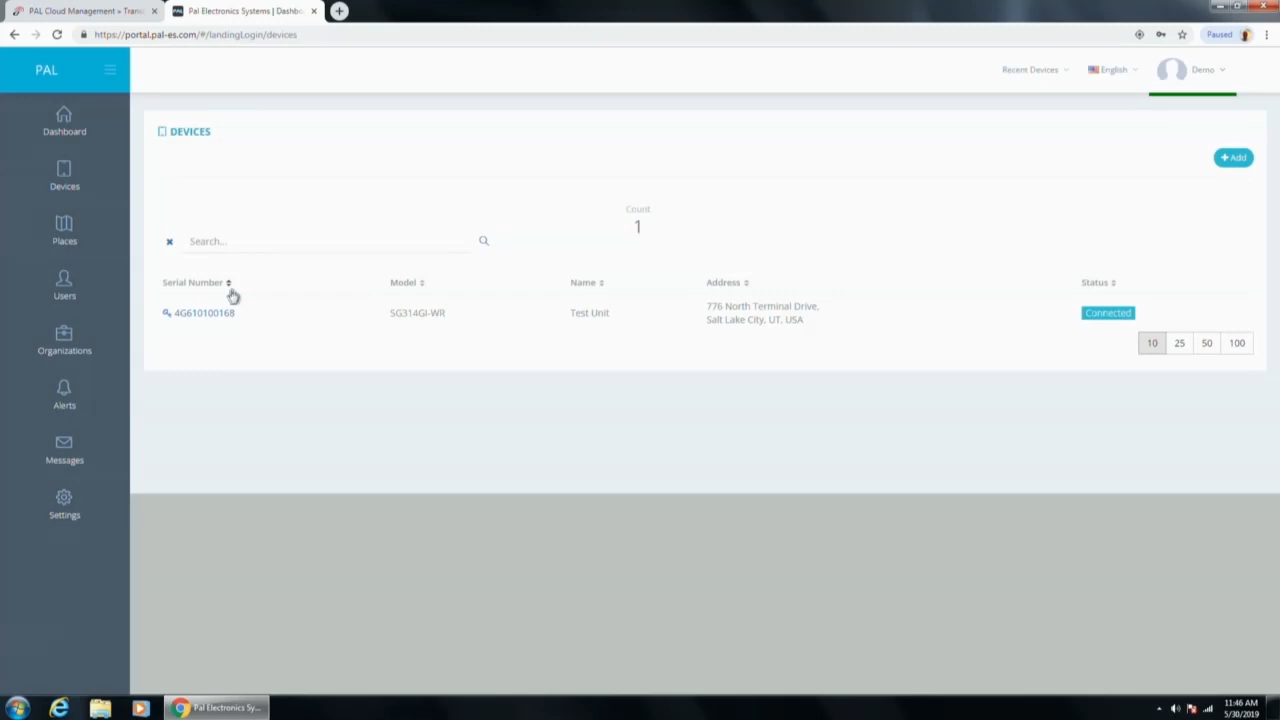 PAL Cloud Management » Trans
Pal Electronics Systems | Dashbo
https://portal.pal-es.com/#/landingLogin/devices
Paused
PAL
Recent Devices
English
Demo
Dashboard
Devices
Places
Users
Organizations
Alerts
Messages
Settings
DEVICES
+ Add
Count
1
Search...
Serial Number
Model
Name
Address
Status
4G610100168
SG314GI-WR
Test Unit
776 North Terminal Drive,
Salt Lake City, UT, USA
Connected
10 25 50 100
Pal Electronics Sy...
11:46 AM
5/30/2019